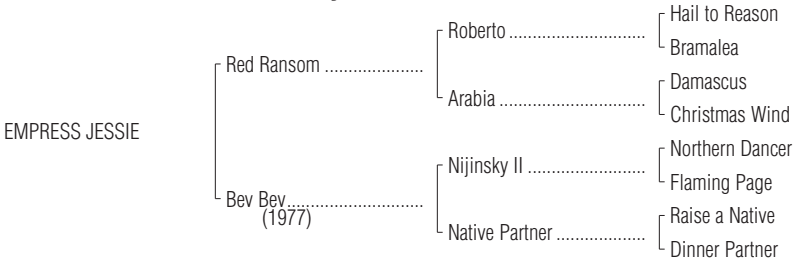 Hail to Reason
Roberto ..............................
Bramalea
Red Ransom ......................
Damascus
Arabia ................................
Christmas Wind
EMPRESS JESSIE
Northern Dancer
Nijinsky II ..........................
Flaming Page
Bev Bev..............................
(1977)
Raise a Native
Native Partner ....................
Dinner Partner